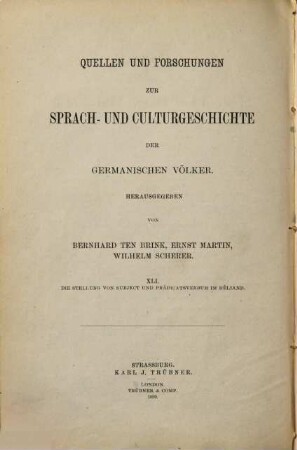 QUELLEN UND FORSCHUNGEN
ZUR
SPRACH- UND CULTURGESCHICHTE
DER
GERMANISCHEN VÖLKER.
HERAUSGEGEBEN
VON
BERNHARD TEN BRINK, ERNST MARTIN,
WILHELM SCHERER.
XLI.
DIE STELLUNG VON SUBJECT UND PRÄDICATSVERBUM IM HÊLIAND.
STRASSBURG.
KARL J. TRÜBNER.
LONDON.
TRÜBNER & COMP.